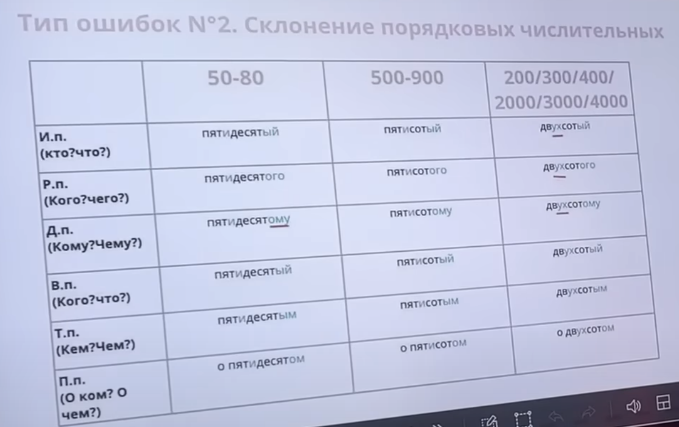 Тип ошибок N°2. Склонение порядковых числительных
50-80 500-900 200/300/400/
2000/3000/4000
И.п. пятидесятый пятисотый двухсотый
(кто?что?)
Р.п. пятидесятого пятисотого двухсотого
(Кого?чего?)
Д.п. пятидесятому пятисотому двухсотому
(Кому?Чему?)
В.п. пятидесятый пятисотый двухсотый
(Кого?что?)
Т.п. пятидесятым пятисотым двухсотым
(Кем?Чем?)
П.п. о пятидесятом о пятисотом о двухсотом
(О ком? О
чем?)